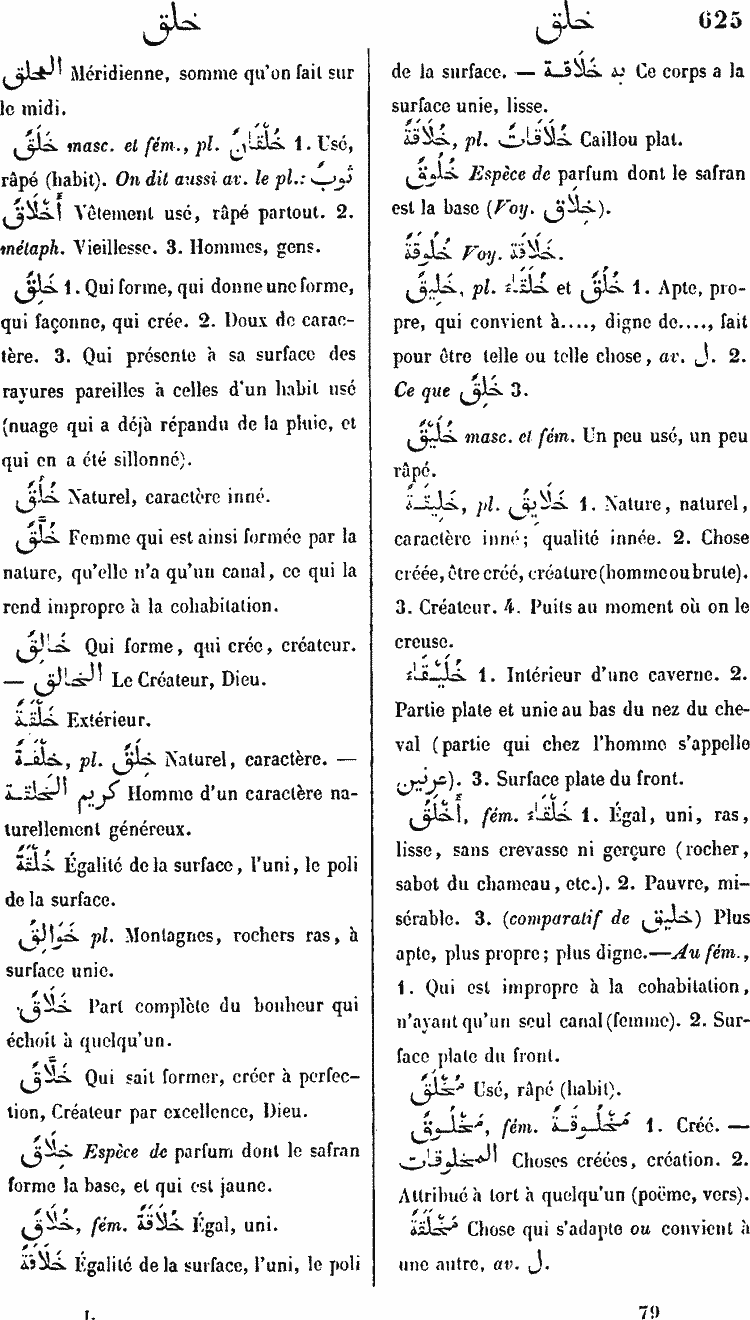 خلق
خلق 625
الخلق Méridienne, somme qu'on fait sur
le midi.
خَلَقٌ masc. et fém., pl. خُلْقَانٌ 1. Usé,
râpé (habit). On dit aussi av. le pl.: ثَوبٌ
أَخْلَاقٌ Vêtement usé, râpé partout. 2.
métaph. Vieillesse. 3. Hommes, gens.
خَلِقٌ 1. Qui forme, qui donne une forme,
qui façonne, qui crée. 2. Doux de carac-
tère. 3. Qui présente à sa surface des
rayures pareilles à celles d'un habit usé
(nuage qui a déjà répandu de la pluie, et
qui en a été sillonné).
خُلُقٌ Naturel, caractère inné.
خُلَّقٌ Femme qui est ainsi formée par la
nature, qu'elle n'a qu'un canal, ce qui la
rend impropre à la cohabitation.
خَالِقٌ Qui forme, qui crée, créateur.
— الخالق Le Créateur, Dieu.
خَلْقَةٌ Extérieur.
خِلْقَةٌ, pl. خِلَقٌ Naturel, caractère. —
كريم الخلقة Homme d'un caractère na-
turellement généreux.
خَلَقَةٌ Égalité de la surface, l'uni, le poli
de la surface.
خَوَالِقُ pl. Montagnes, rochers ras, à
surface unie.
خَلَاقٌ Part complète du bonheur qui
échoit à quelqu'un.
خَلَّاقٌ Qui sait former, créer à perfec-
tion, Créateur par excellence, Dieu.
خِلَاقٌ Espèce de parfum dont le safran
forme la base, et qui est jaune.
خُلَاقٌ, fém. خُلَاقَةٌ Égal, uni.
خَلَاقَةٌ Égalité de la surface, l'uni, le poli
I.
de la surface. — به خَلَاقة Ce corps a la
surface unie, lisse.
خُلَاقَةٌ, pl. خُلَاقَاتٌ Caillou plat.
خَلُوقٌ Espèce de parfum dont le safran
est la base (Voy. خِلَاق).
خُلُوقَةٌ Voy. خَلَاقَةٌ.
خَلِيقٌ, pl. خُلَقَاءُ et خُلُقٌ 1. Apte, pro-
pre, qui convient à...., digne de...., fait
pour être telle ou telle chose, av. ل. 2.
Ce que خَلِقٌ 3.
خُلَيْقٌ masc. et fém. Un peu usé, un peu
râpé.
خَلِيقَةٌ, pl. خَلَايِقُ 1. Nature, naturel,
caractère inné; qualité innée. 2. Chose
créée, être créé, créature (homme ou brute).
3. Créateur. 4. Puits au moment où on le
creuse.
خُلَيْقَاءُ 1. Intérieur d'une caverne. 2.
Partie plate et unie au bas du nez du che-
val (partie qui chez l'homme s'appelle
عرنين). 3. Surface plate du front.
أَخْلَقُ, fém. خَلْقَاءُ 1. Égal, uni, ras,
lisse, sans crevasse ni gerçure (rocher,
sabot du chameau, etc.). 2. Pauvre, mi-
sérable. 3. (comparatif de خليق) Plus
apte, plus propre; plus digne.—Au fém.,
1. Qui est impropre à la cohabitation,
n'ayant qu'un seul canal (femme). 2. Sur-
face plate du front.
مُخْلَقٌ Usé, râpé (habit).
مَخْلُوقٌ, fém. مَخْلُوقَةٌ 1. Créé. —
المخلوقات Choses créées, création. 2.
Attribué à tort à quelqu'un (poëme, vers).
مَخْلَقَةٌ Chose qui s'adapte ou convient à
une autre, av. ل.
79